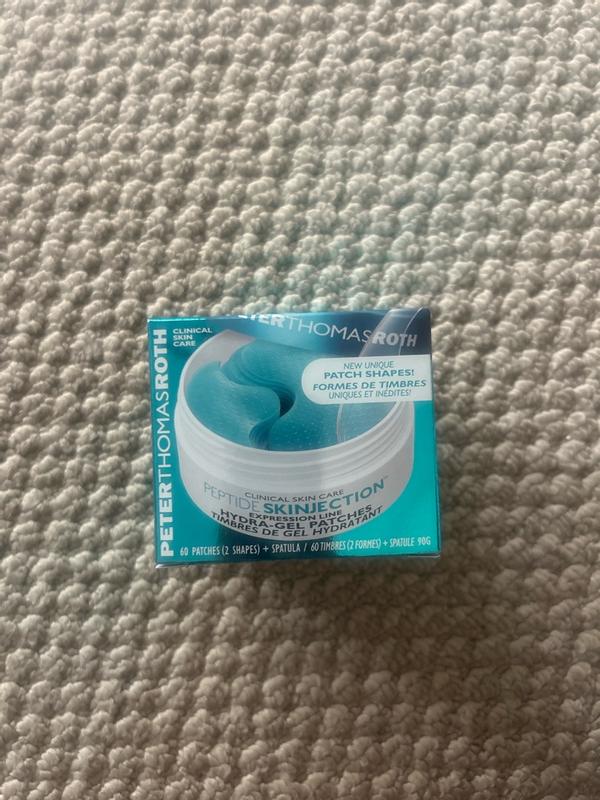 PETERTHOMASROTH
CLINICAL
SKIN
CARE
THOMASROTH
NEW UNIQUE
PATCH SHAPES!
FORMES DE TIMBRES
UNIQUES ET INÉDITES!
CLINICAL SKIN CARE
PEPTIDE SKINJECTION™
EXPRESSION LINE
HYDRA-GEL PATCHES
TIMBRES DE GEL HYDRATANT
60 PATCHES (2 SHAPES) + SPATULA / 60 TIMBRES (2 FORMES) + SPATULE 90G